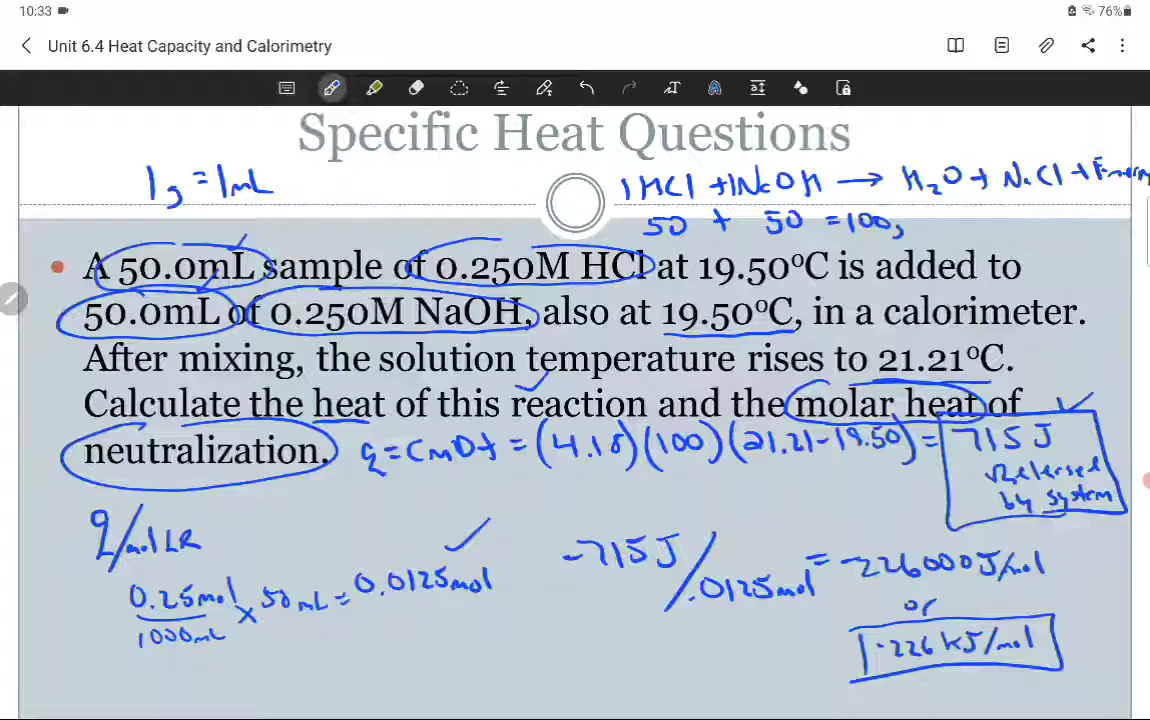 10:33 76%
Unit 6.4 Heat Capacity and Calorimetry
Specific Heat Questions
1g = 1mL
1HCl + 1NaOH → H2O + NaCl + Energy
50 + 50 = 100g
• A 50.0mL sample of 0.250M HCl at 19.50⁰C is added to
50.0mL of 0.250M NaOH, also at 19.50⁰C, in a calorimeter.
After mixing, the solution temperature rises to 21.21⁰C.
Calculate the heat of this reaction and the molar heat of
neutralization.
q = CmDt = (4.18)(100)(21.21-19.50) = 715 J
Released
by system
q/mol LR
0.25mol/1000mL × 50mL = 0.0125mol
-715J/.0125mol = -226000J/mol
or
-226 kJ/mol